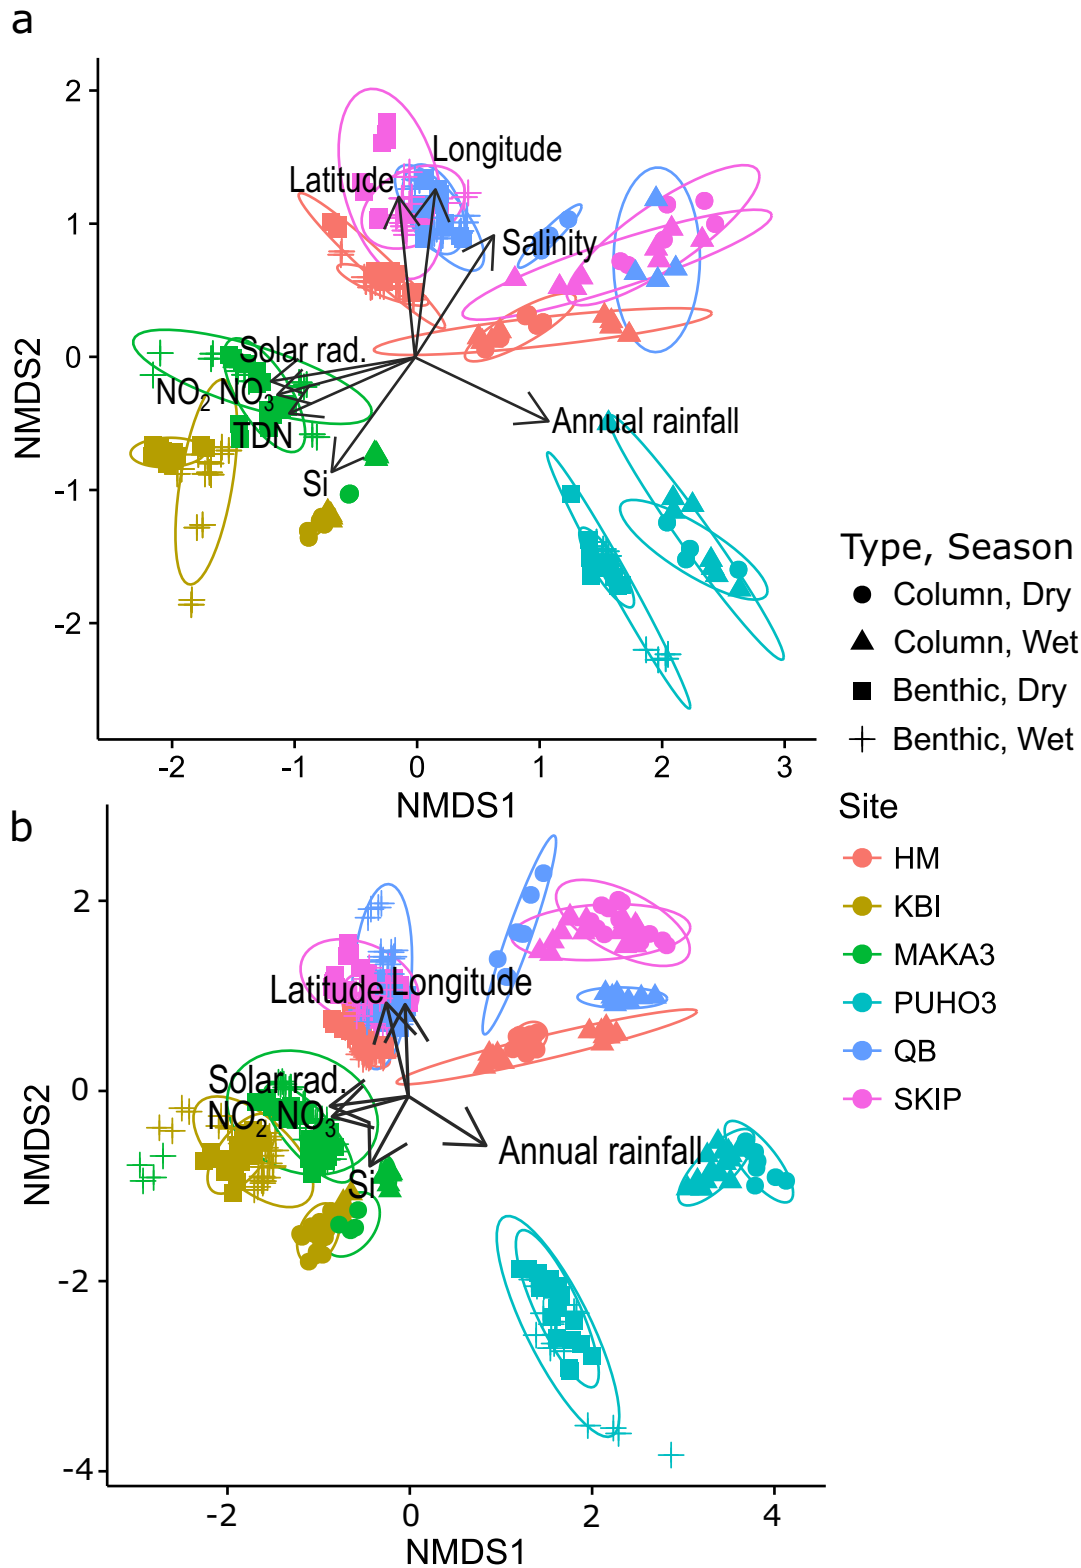 a
2
1
0
-1
-2
NMDS2
Longitude
Latitude
Salinity
Solar rad.
NO2 NO3
TDN
Si
Annual rainfall
-2 -1 0 1 2 3
NMDS1
Type, Season
Column, Dry
Column, Wet
Benthic, Dry
Benthic, Wet
Site
HM
KBI
MAKA3
PUHO3
QB
SKIP
b
2
0
-2
-4
NMDS2
Latitude Longitude
Solar rad.
NO2 NO3
Si
Annual rainfall
-2 0 2 4
NMDS1